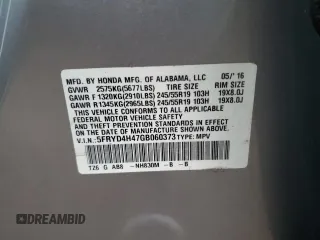 MFD. BY HONDA MFG. OF ALABAMA, LLC 05/'16
GVWR 2575KG(5677LBS) TIRE SIZE RIM SIZE
GAWR F 1320KG(2910LBS) 245/55R19 103H 19X8.0J
GAWR R1345KG(2965LBS) 245/55R19 103H 19X8.0J
THIS VEHICLE CONFORMS TO ALL APPLICABLE
FEDERAL MOTOR VEHICLE SAFETY AND THEFT
PREVENTION STANDARDS IN EFFECT ON THE DATE OF
MANUFACTURE SHOWN ABOVE.
V.I.N.:5FRYD4H47GB060373 TYPE: MPV
TZ6 G AB8 -NH830M -B -B